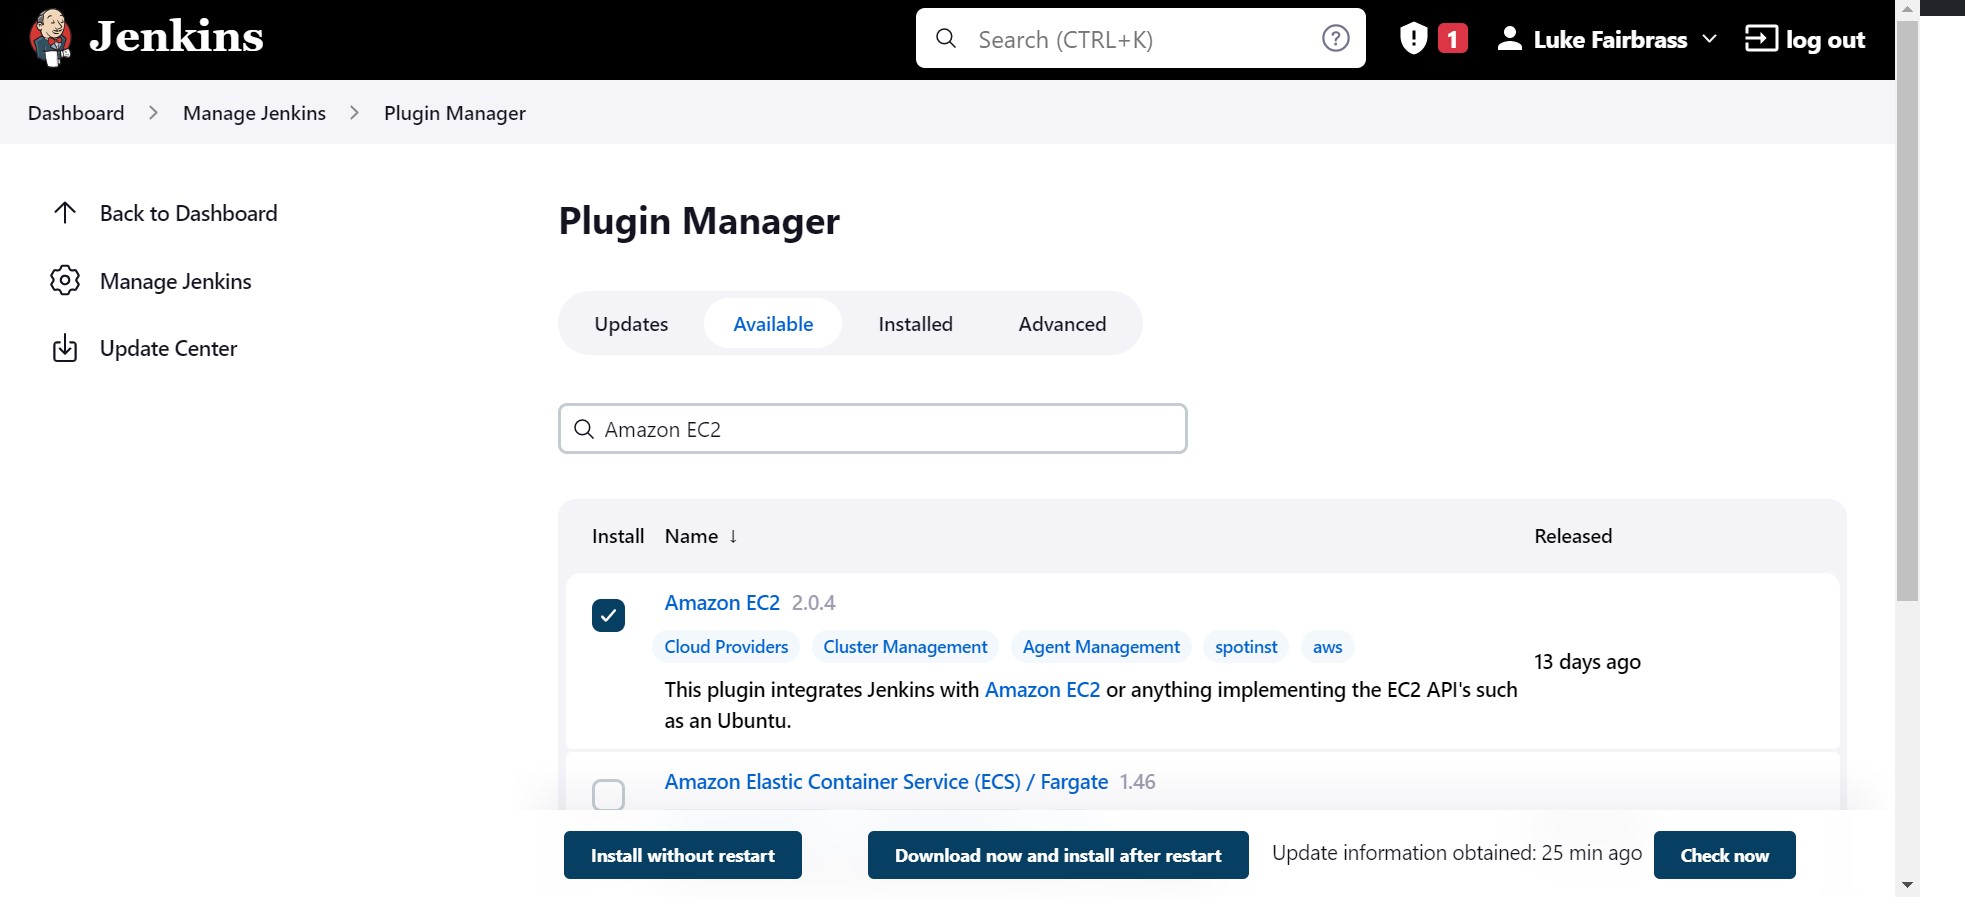 Jenkins
Search (CTRL+K)
1
Luke Fairbrass
log out
Dashboard
Manage Jenkins
Plugin Manager
Back to Dashboard
Manage Jenkins
Update Center
Plugin Manager
Updates
Available
Installed
Advanced
Amazon EC2
Install Name ↓ Released
Amazon EC2 2.0.4
Cloud Providers Cluster Management Agent Management spotinst aws
13 days ago
This plugin integrates Jenkins with Amazon EC2 or anything implementing the EC2 API's such
as an Ubuntu.
Amazon Elastic Container Service (ECS) / Fargate 1.46
Install without restart
Download now and install after restart
Update information obtained: 25 min ago
Check now